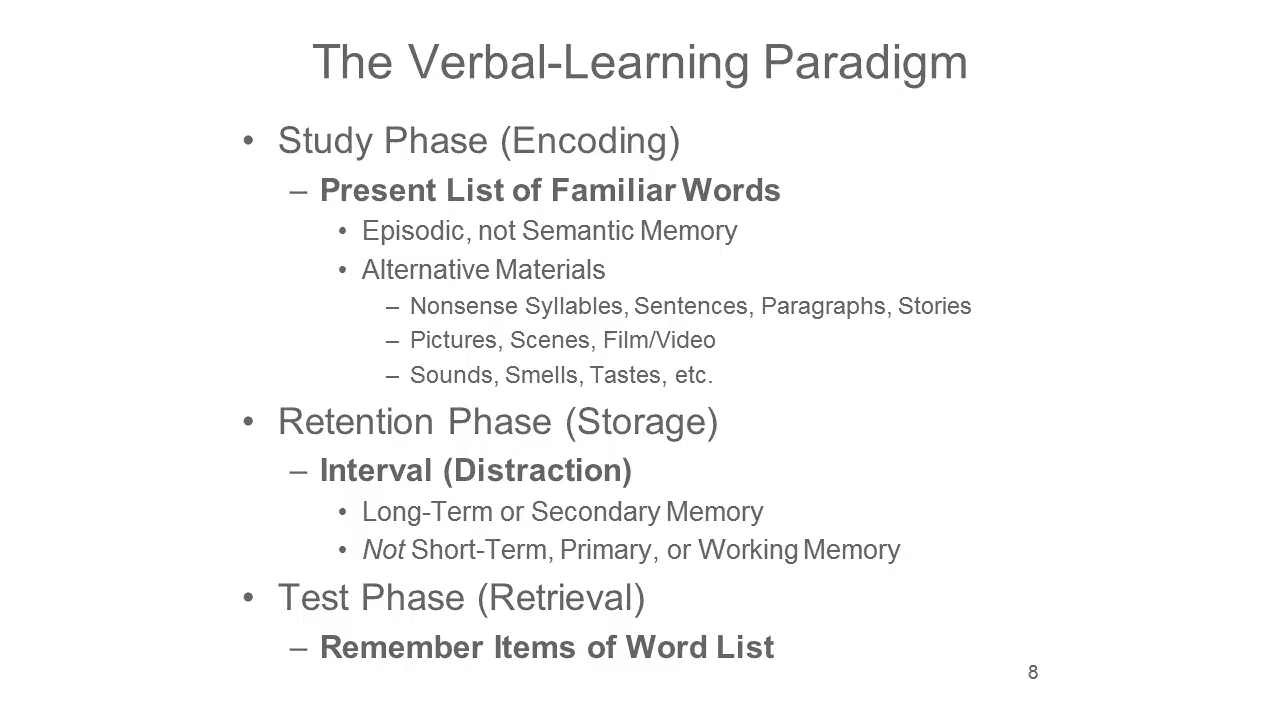 The Verbal-Learning Paradigm
• Study Phase (Encoding)
– Present List of Familiar Words
• Episodic, not Semantic Memory
• Alternative Materials
– Nonsense Syllables, Sentences, Paragraphs, Stories
– Pictures, Scenes, Film/Video
– Sounds, Smells, Tastes, etc.
• Retention Phase (Storage)
– Interval (Distraction)
• Long-Term or Secondary Memory
• Not Short-Term, Primary, or Working Memory
• Test Phase (Retrieval)
– Remember Items of Word List
8